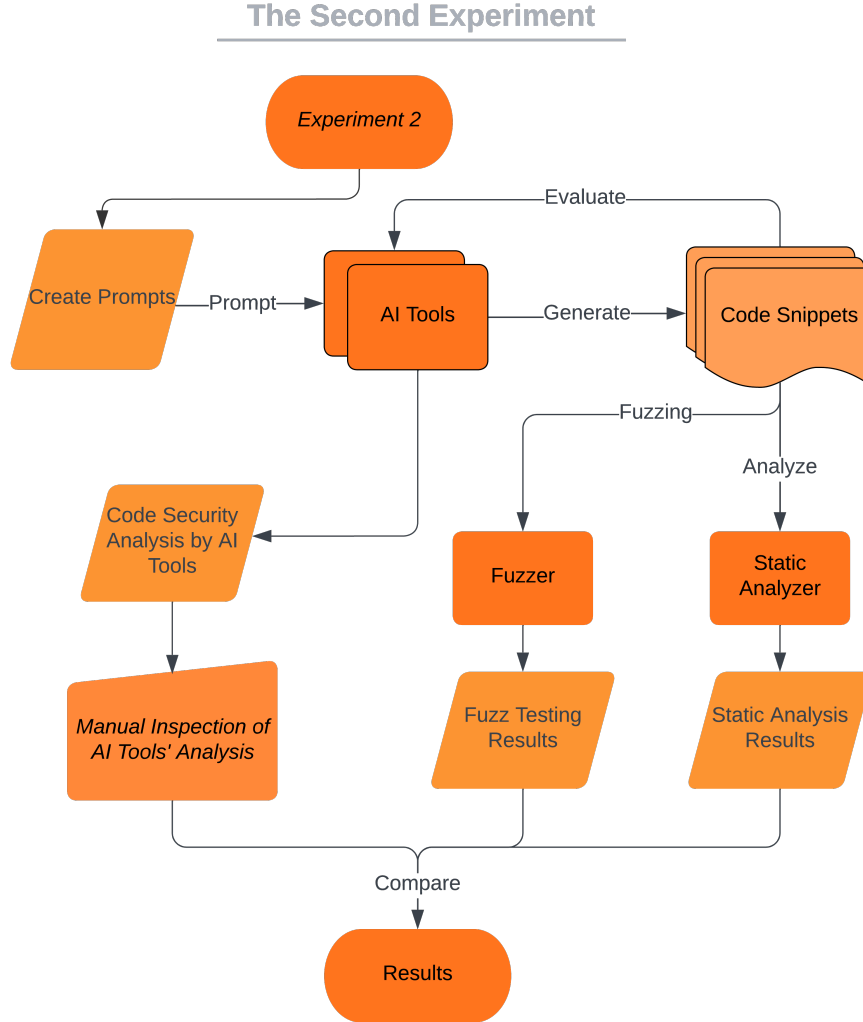 The Second Experiment
Experiment 2
Evaluate
Create Prompts
Prompt
AI Tools
Generate
Code Snippets
Fuzzing
Analyze
Code Security
Analysis by AI
Tools
Fuzzer
Static
Analyzer
Manual Inspection of
AI Tools' Analysis
Fuzz Testing
Results
Static Analysis
Results
Compare
Results